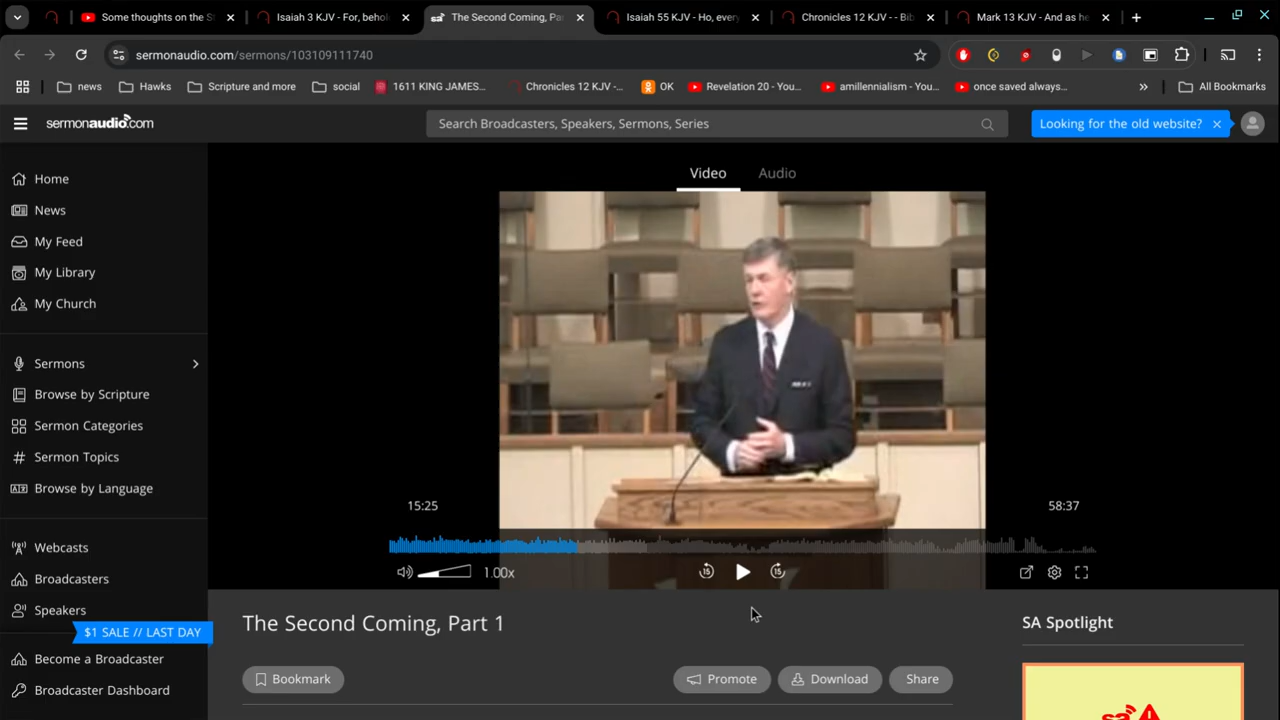 Some thoughts on the S
Isaiah 3 KJV - For, behol
The Second Coming, Par
Isaiah 55 KJV - Ho, every
Chronicles 12 KJV - - Bib
Mark 13 KJV - And as he
sermonaudio.com/sermons/103109111740
news
Hawks
Scripture and more
social
1611 KING JAMES...
Chronicles 12 KJV -...
OK
Revelation 20 - You...
amillennialism - You...
once saved always...
»
All Bookmarks
sermonaudio.com
Search Broadcasters, Speakers, Sermons, Series
Looking for the old website?
Home
News
My Feed
My Library
My Church
Sermons
Browse by Scripture
Sermon Categories
Sermon Topics
Browse by Language
Webcasts
Broadcasters
Speakers
$1 SALE // LAST DAY
Become a Broadcaster
Broadcaster Dashboard
Video
Audio
15:25
58:37
1.00x
15
15
The Second Coming, Part 1
SA Spotlight
Bookmark
Promote
Download
Share